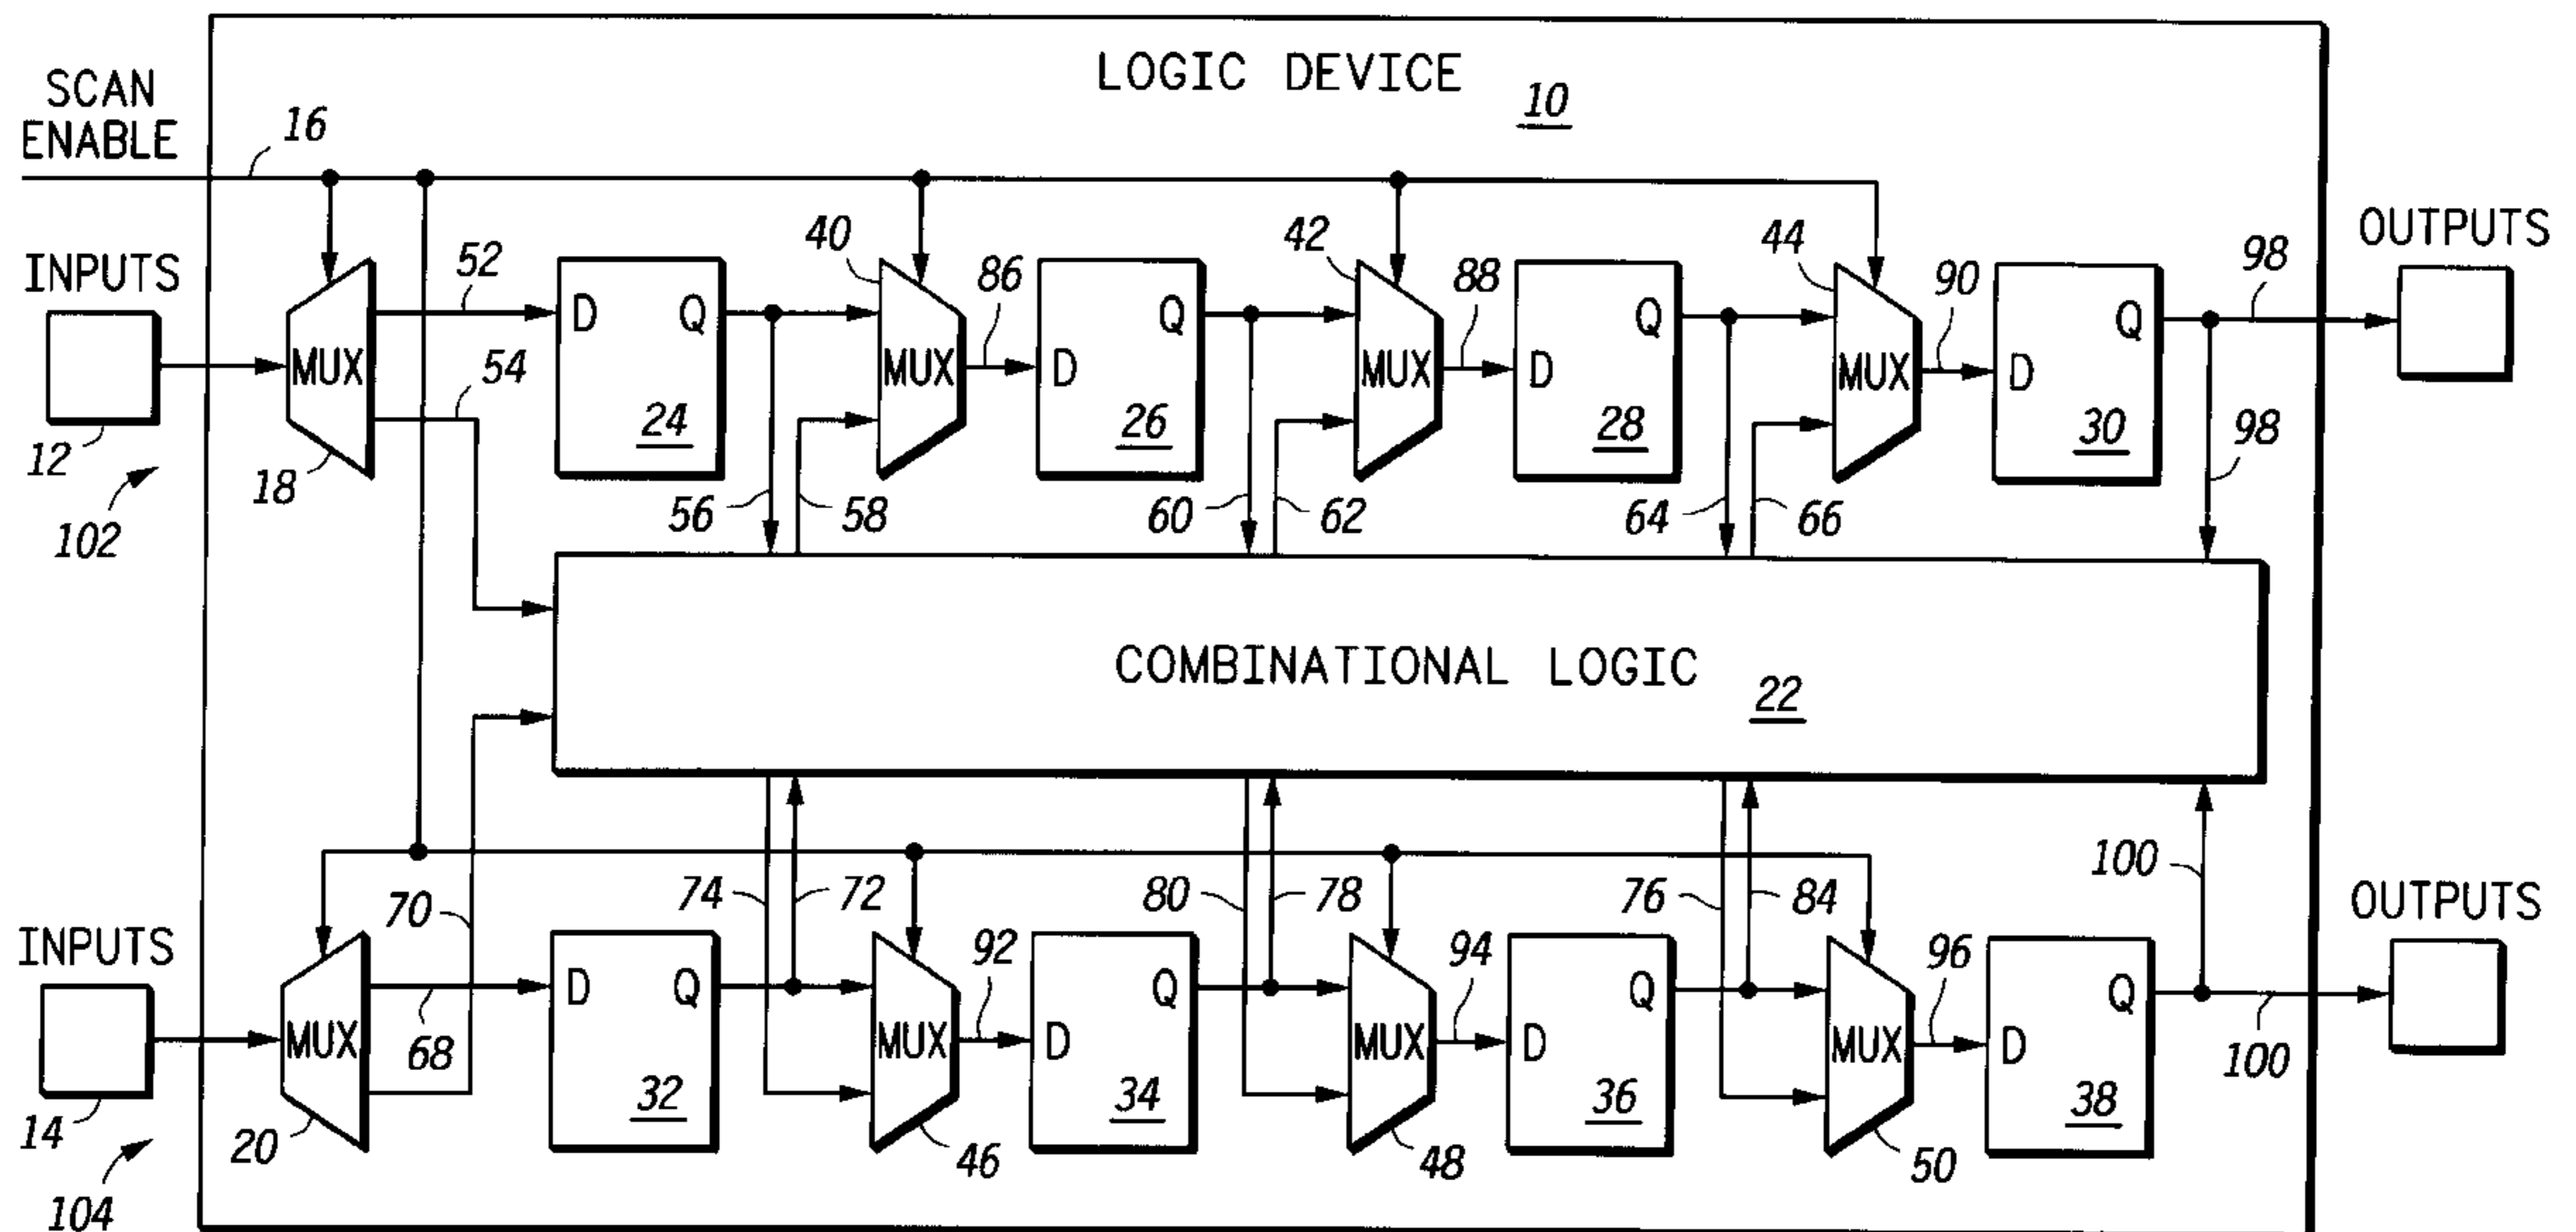 LOGIC DEVICE
10
SCAN
ENABLE
16
INPUTS
12
102
18
MUX
52
54
D
Q
24
56
58
40
MUX
86
D
Q
26
60
62
42
MUX
88
D
Q
28
64
66
44
MUX
90
D
Q
30
98
98
OUTPUTS
COMBINATIONAL LOGIC
22
INPUTS
14
104
20
MUX
70
68
D
Q
32
74
72
46
MUX
92
D
Q
34
80
78
48
MUX
94
D
Q
36
76
84
50
MUX
96
D
Q
38
100
100
OUTPUTS